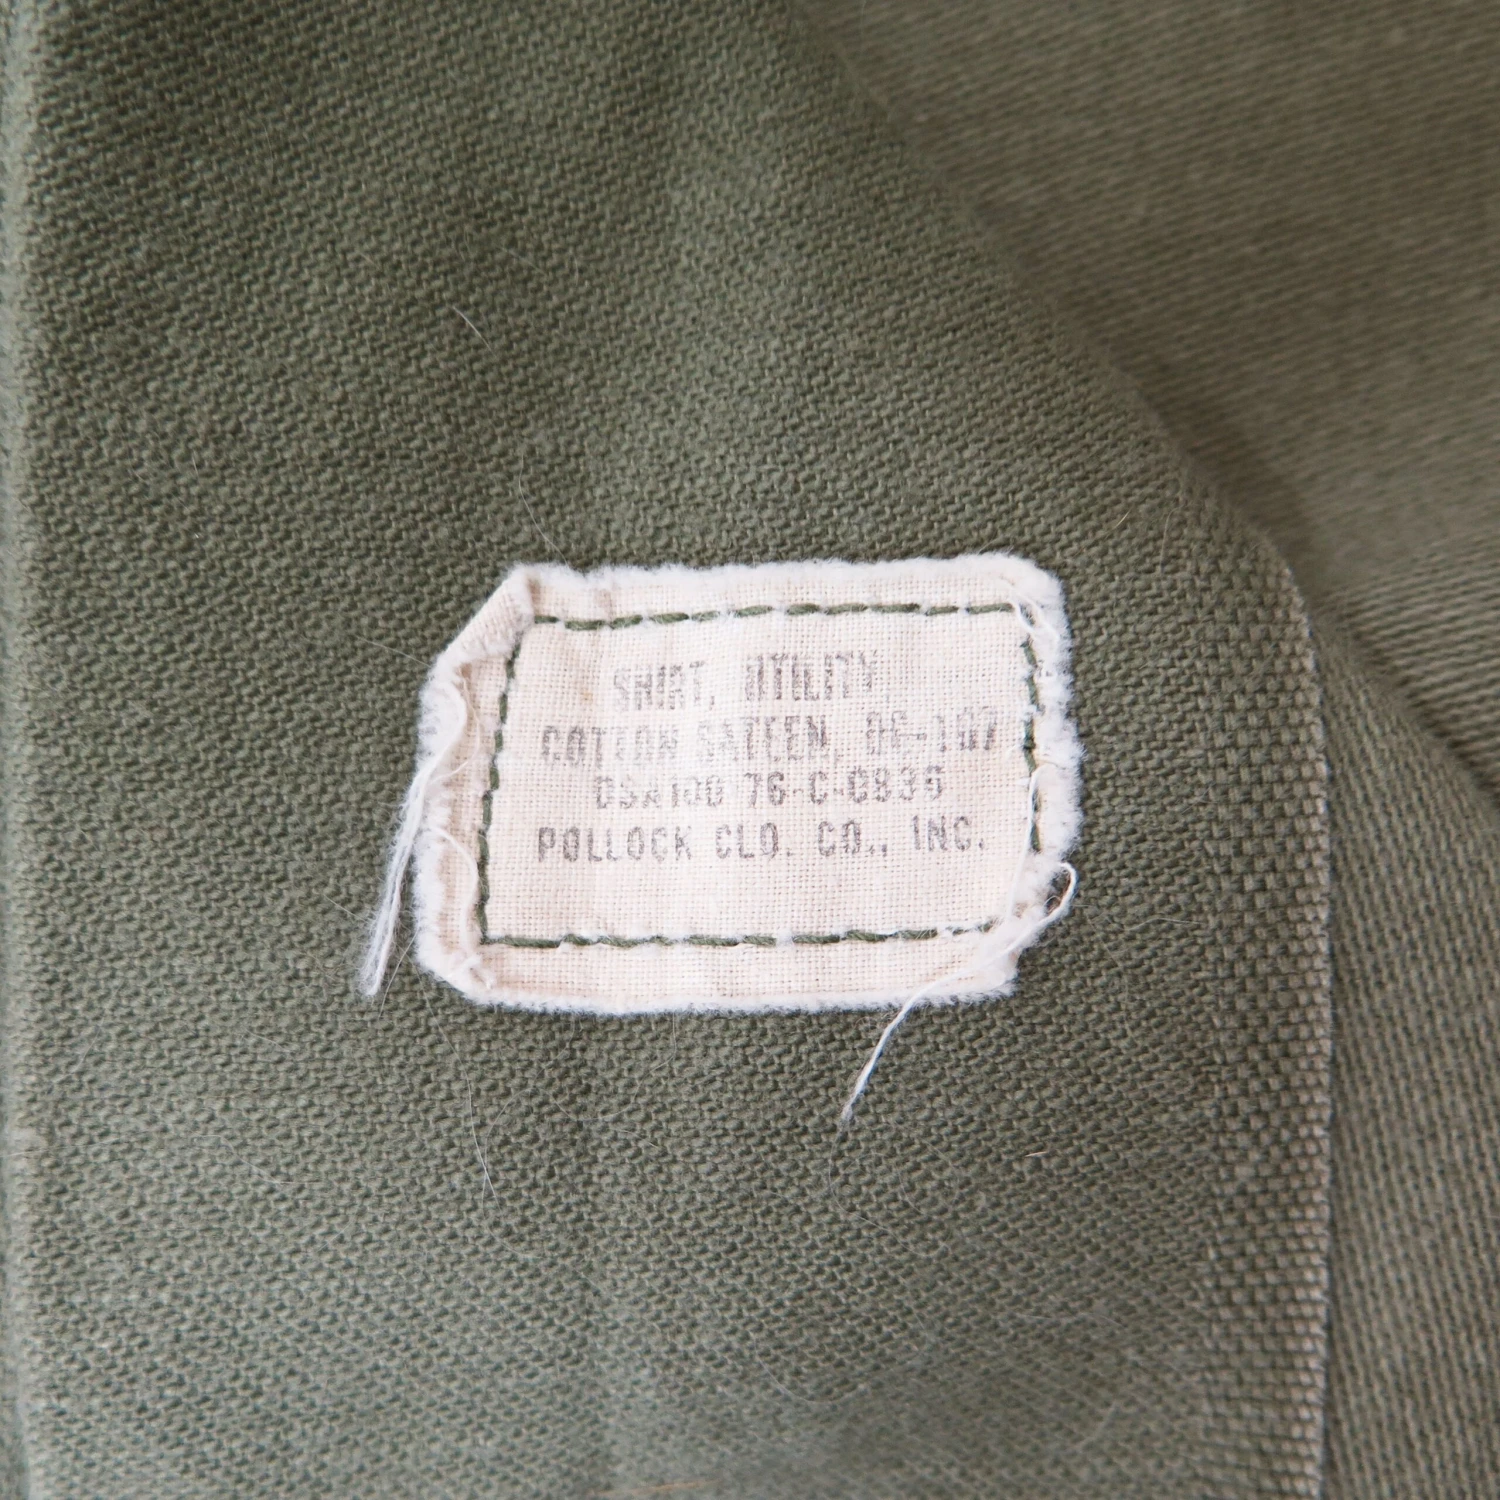 SHIRT, UTILITY,
COTTON SATEEN, OG-107
DSA100-76-C-0836
POLLOCK CLO. CO., INC.